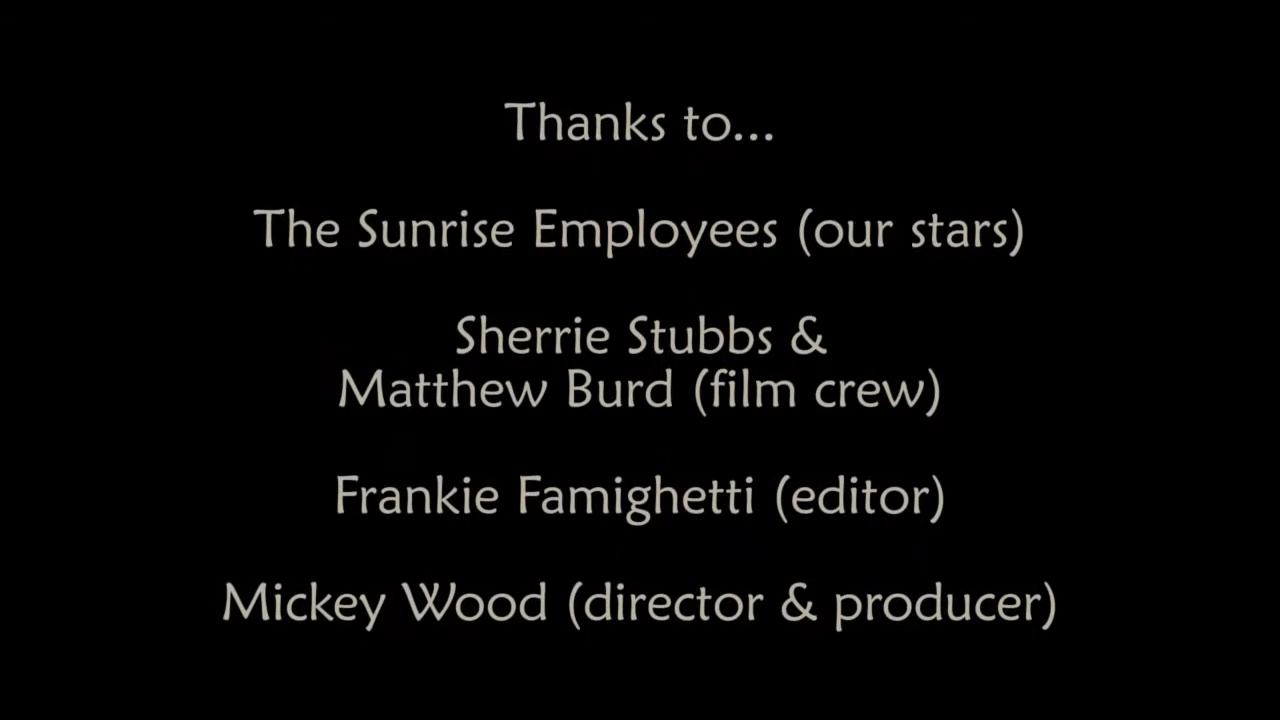 Thanks to...
The Sunrise Employees (our stars)
Sherrie Stubbs &
Matthew Burd (film crew)
Frankie Famighetti (editor)
Mickey Wood (director & producer)